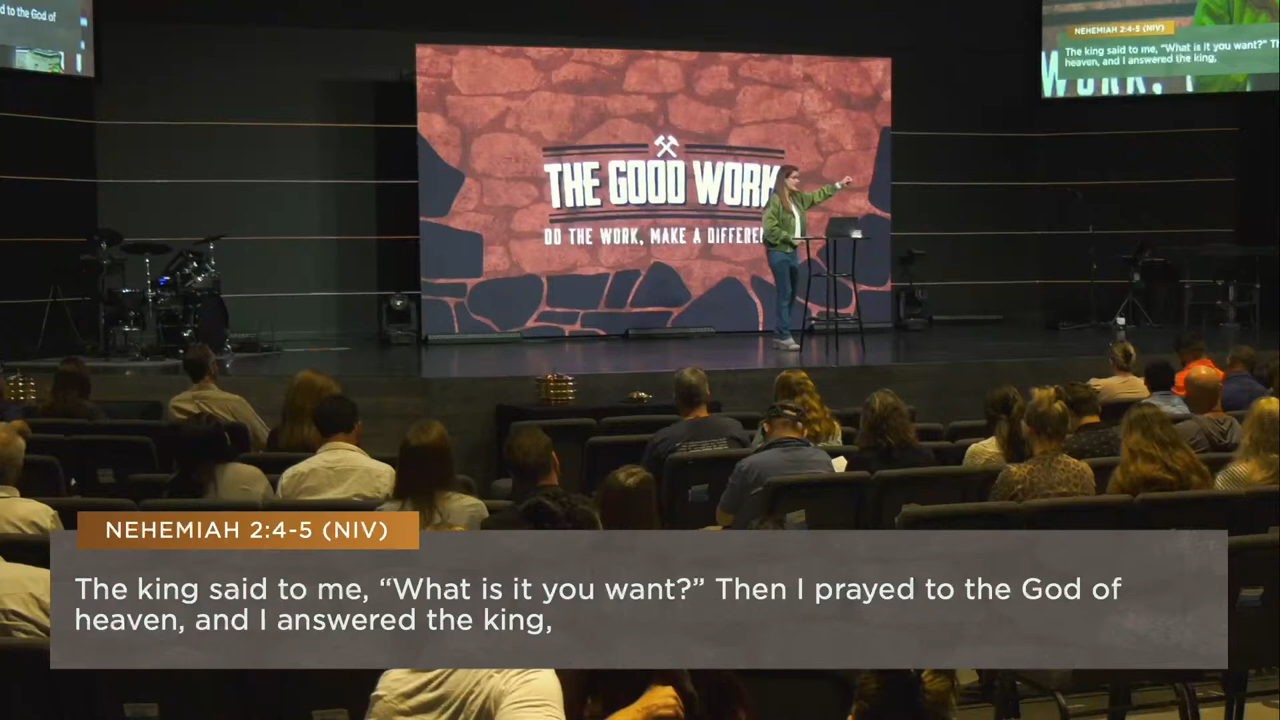 d to the God of
NEHEMIAH 2:4-5 (NIV)
The king said to me, “What is it you want?” T
heaven, and I answered the king,
WORK,
THE GOOD WORK
DO THE WORK, MAKE A DIFFEREN
NEHEMIAH 2:4-5 (NIV)
The king said to me, “What is it you want?” Then I prayed to the God of
heaven, and I answered the king,